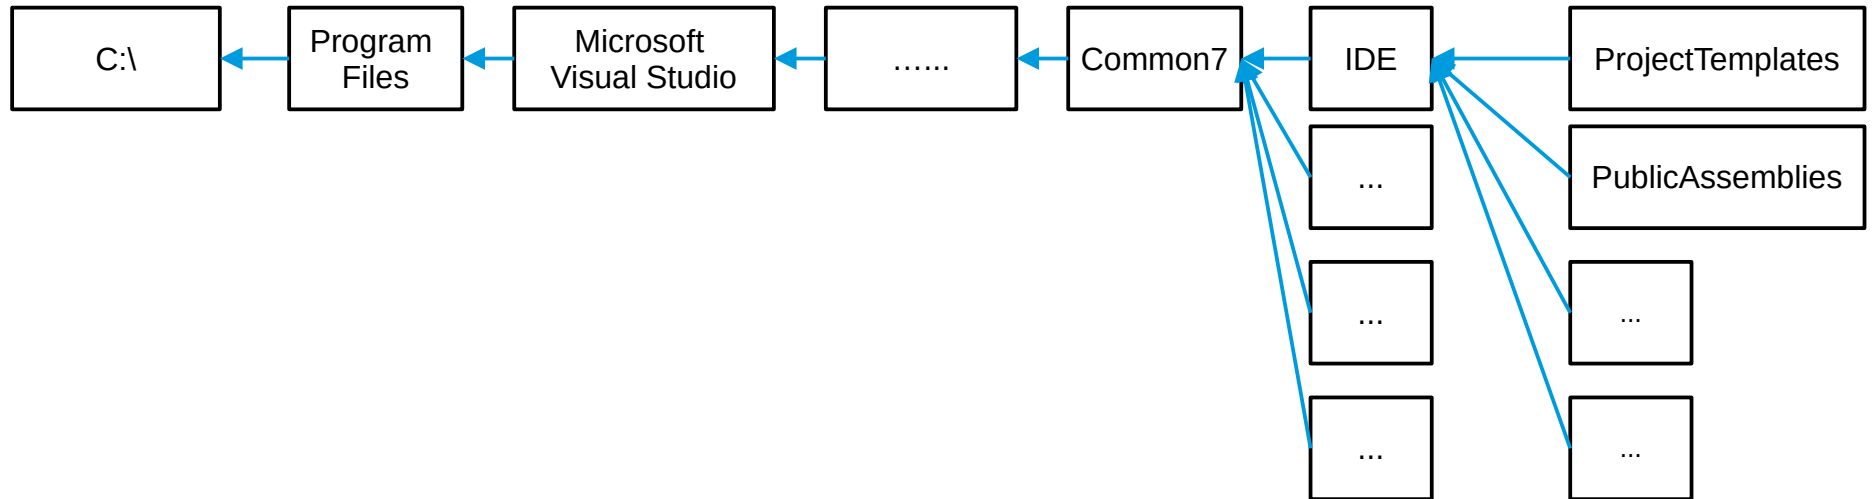 C:\
Program
Files
Microsoft
Visual Studio
…...
Common7
IDE
ProjectTemplates
...
PublicAssemblies
...
...
...
...